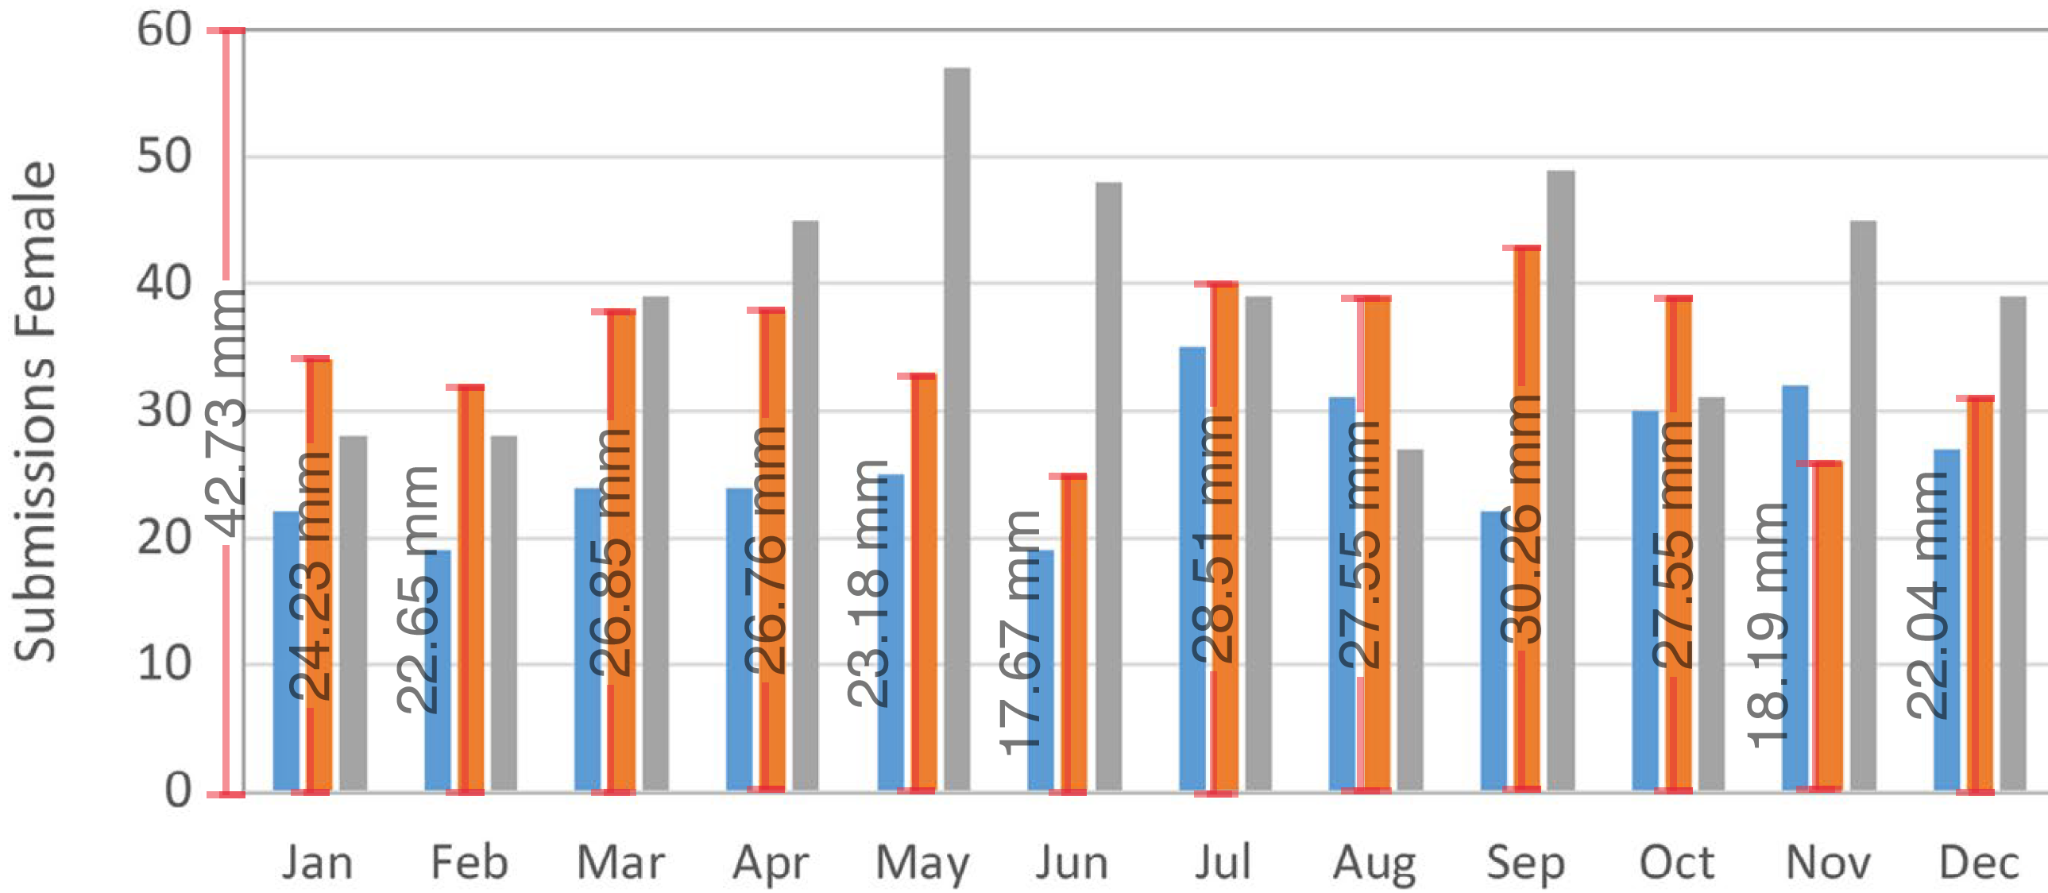 Submissions Female
60
50
40
30
20
10
0
42.73 mm
24.23 mm
22.65 mm
26.85 mm
26.76 mm
23.18 mm
17.67 mm
28.51 mm
27.55 mm
30.26 mm
27.55 mm
18.19 mm
22.04 mm
Jan Feb Mar Apr May Jun Jul Aug Sep Oct Nov Dec